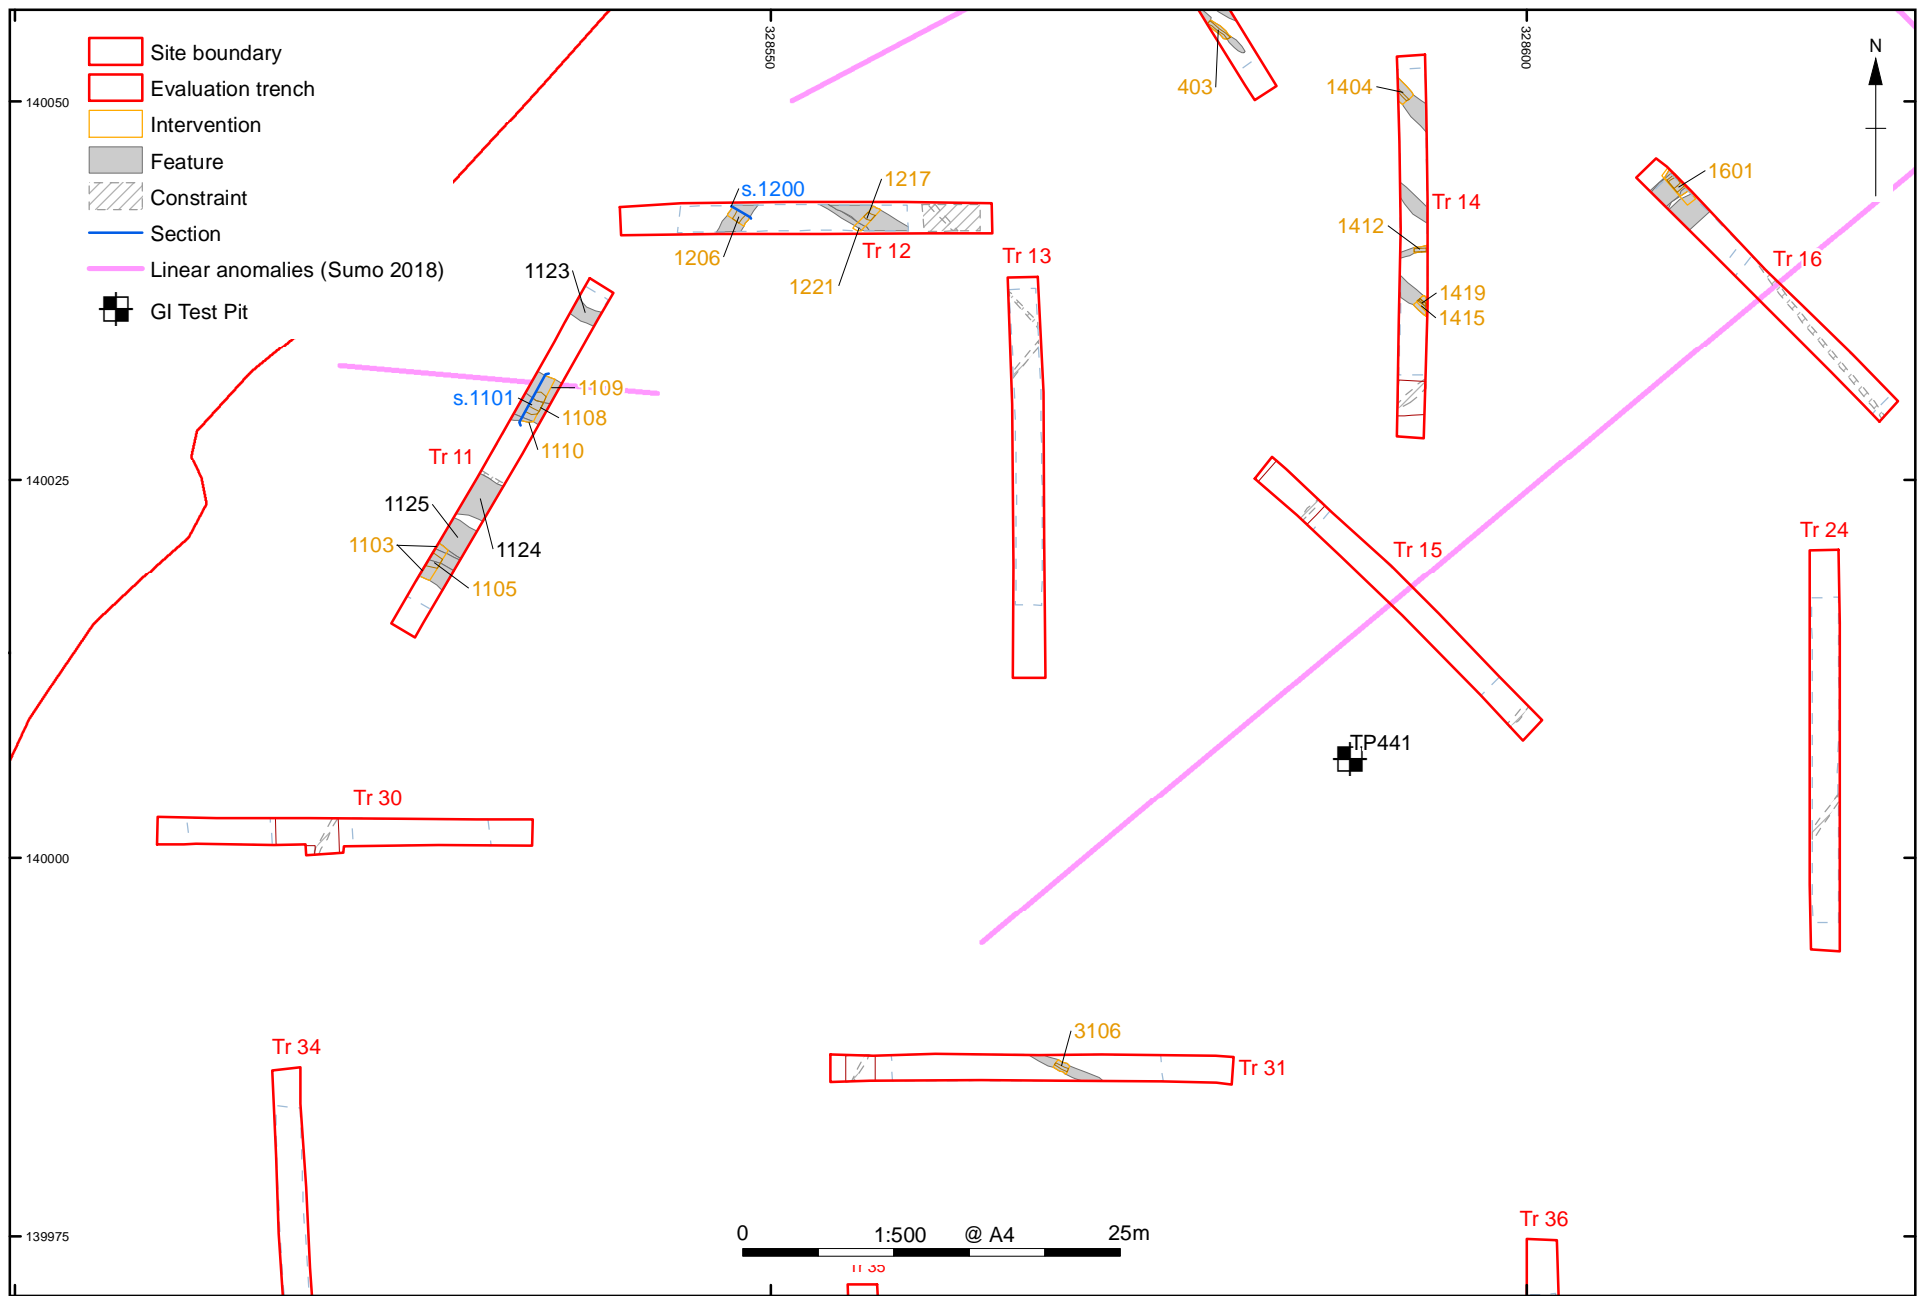 Site boundary
Evaluation trench
Intervention
Feature
Constraint
Section
Linear anomalies (Sumo 2018)
GI Test Pit
328550
328600
N
140050
140025
140000
139975
403
1404
1601
s.1200
1217
Tr 14
1206
1221
Tr 12
1412
Tr 13
Tr 16
1123
1419
1415
s.1101
1109
1108
1110
Tr 11
1125
1124
1103
1105
Tr 15
Tr 24
TP441
Tr 30
3106
Tr 34
Tr 31
Tr 36
0
1:500
@ A4
25m
Tr 35